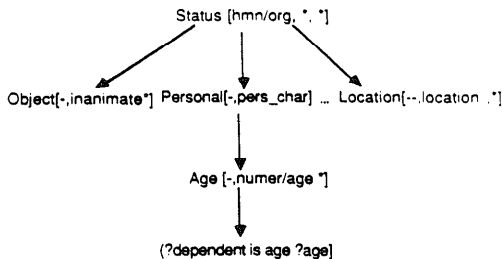 Status [hmn/org, *, *]
Object[-,inanimate*] Personal[-,pers_char] ... Location[--,location ,*]
Age [-,numer/age *]
(?dependent is age ?age]